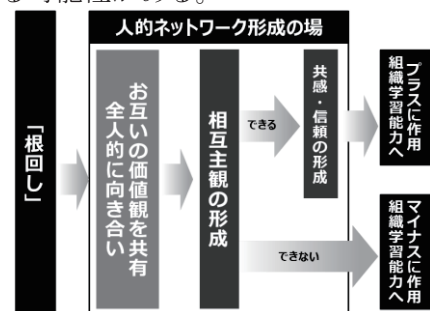 る可能性がある。
人的ネットワーク形成の場
「根回し」
お互いの価値観を共有
全人的に向き合い
相互主観の形成
できる
共感・信頼の形成
プラスに作用
組織学習能力へ
できない
マイナスに作用
組織学習能力へ